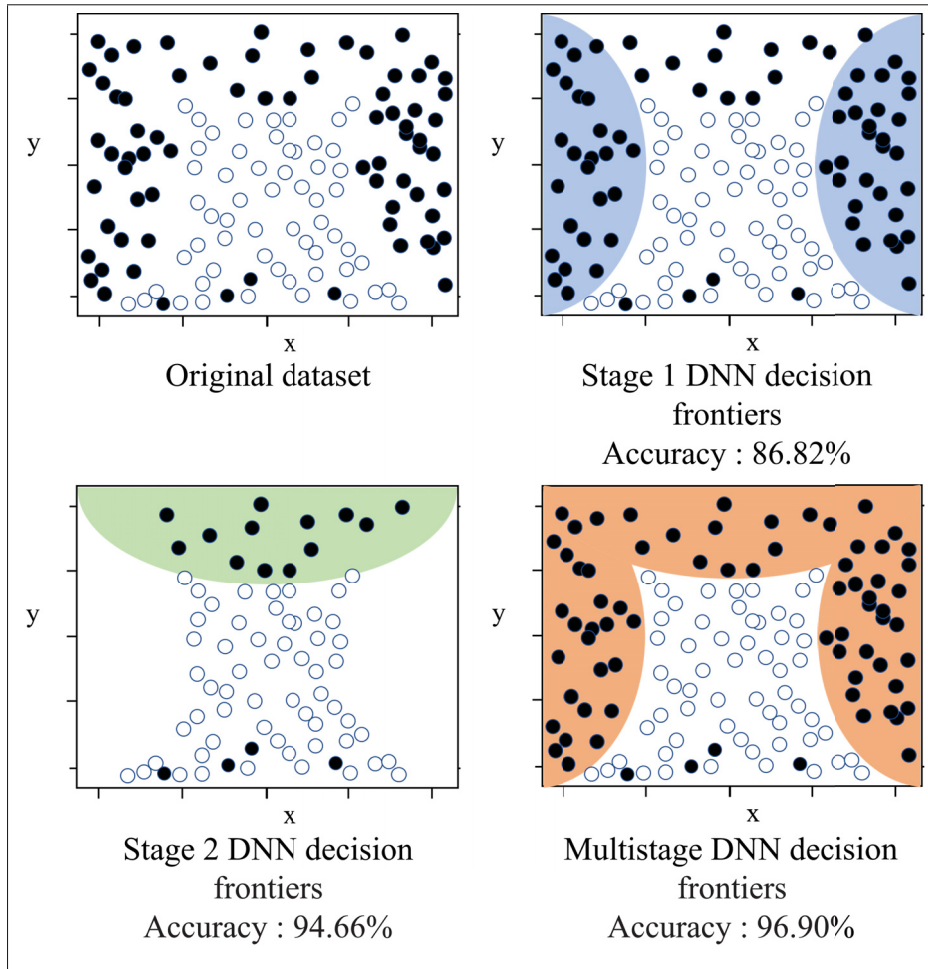 y
y
x
x
Original dataset
Stage 1 DNN decision
frontiers
Accuracy : 86.82%
y
y
x
x
Stage 2 DNN decision
frontiers
Accuracy : 94.66%
Multistage DNN decision
frontiers
Accuracy : 96.90%